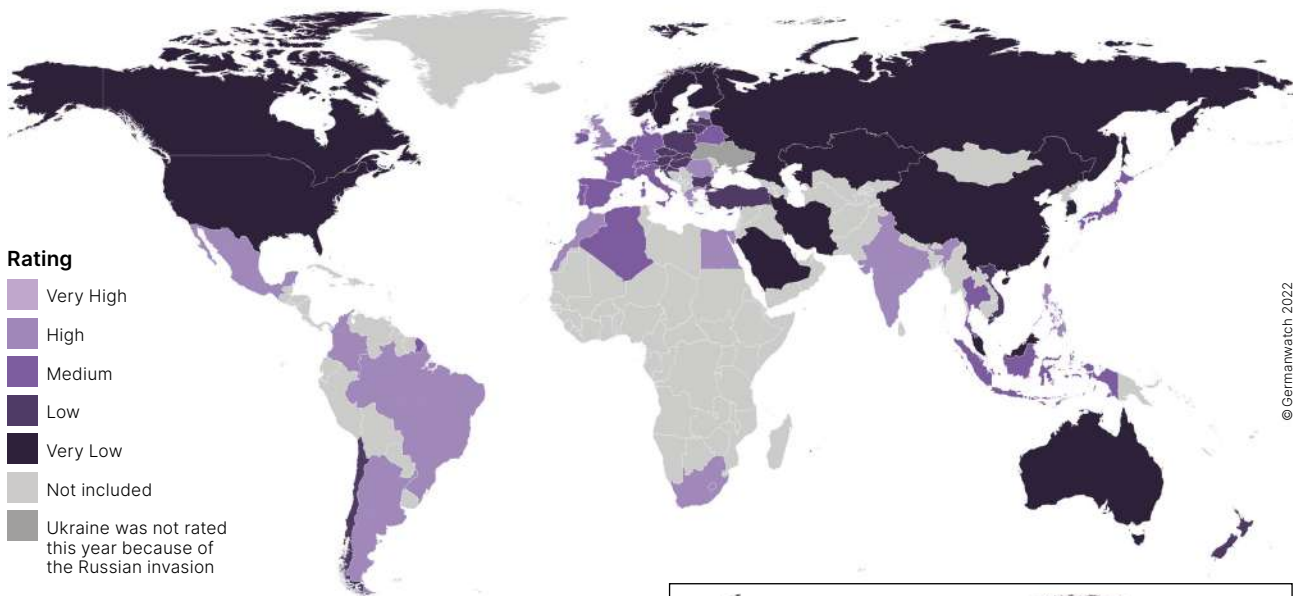 Rating
Very High
High
Medium
Low
Very Low
Not included
Ukraine was not rated
this year because of
the Russian invasion
© Germanwatch 2022